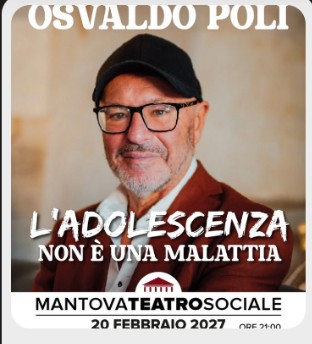 OSVALDO POLI
L'ADOLESCENZA
NON È UNA MALATTIA
MANTOVATEATROSOCIALE
20 FEBBRAIO 2027 ORE 21:00